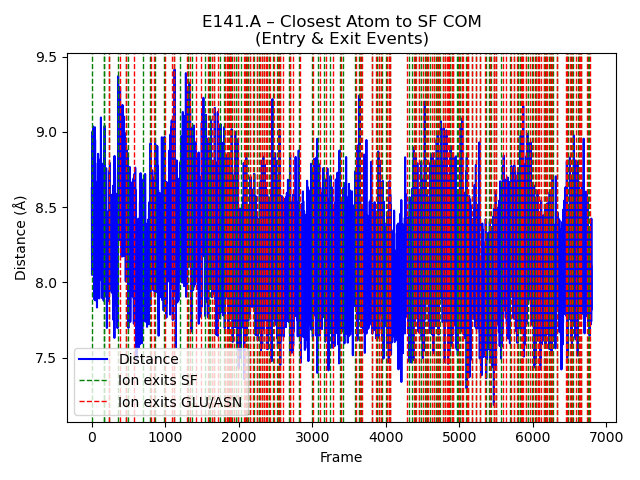 E141.A – Closest Atom to SF COM
(Entry & Exit Events)
9.5
9.0
8.5
8.0
7.5
Distance (Å)
Distance
Ion exits SF
Ion exits GLU/ASN
0 1000 2000 3000 4000 5000 6000 7000
Frame